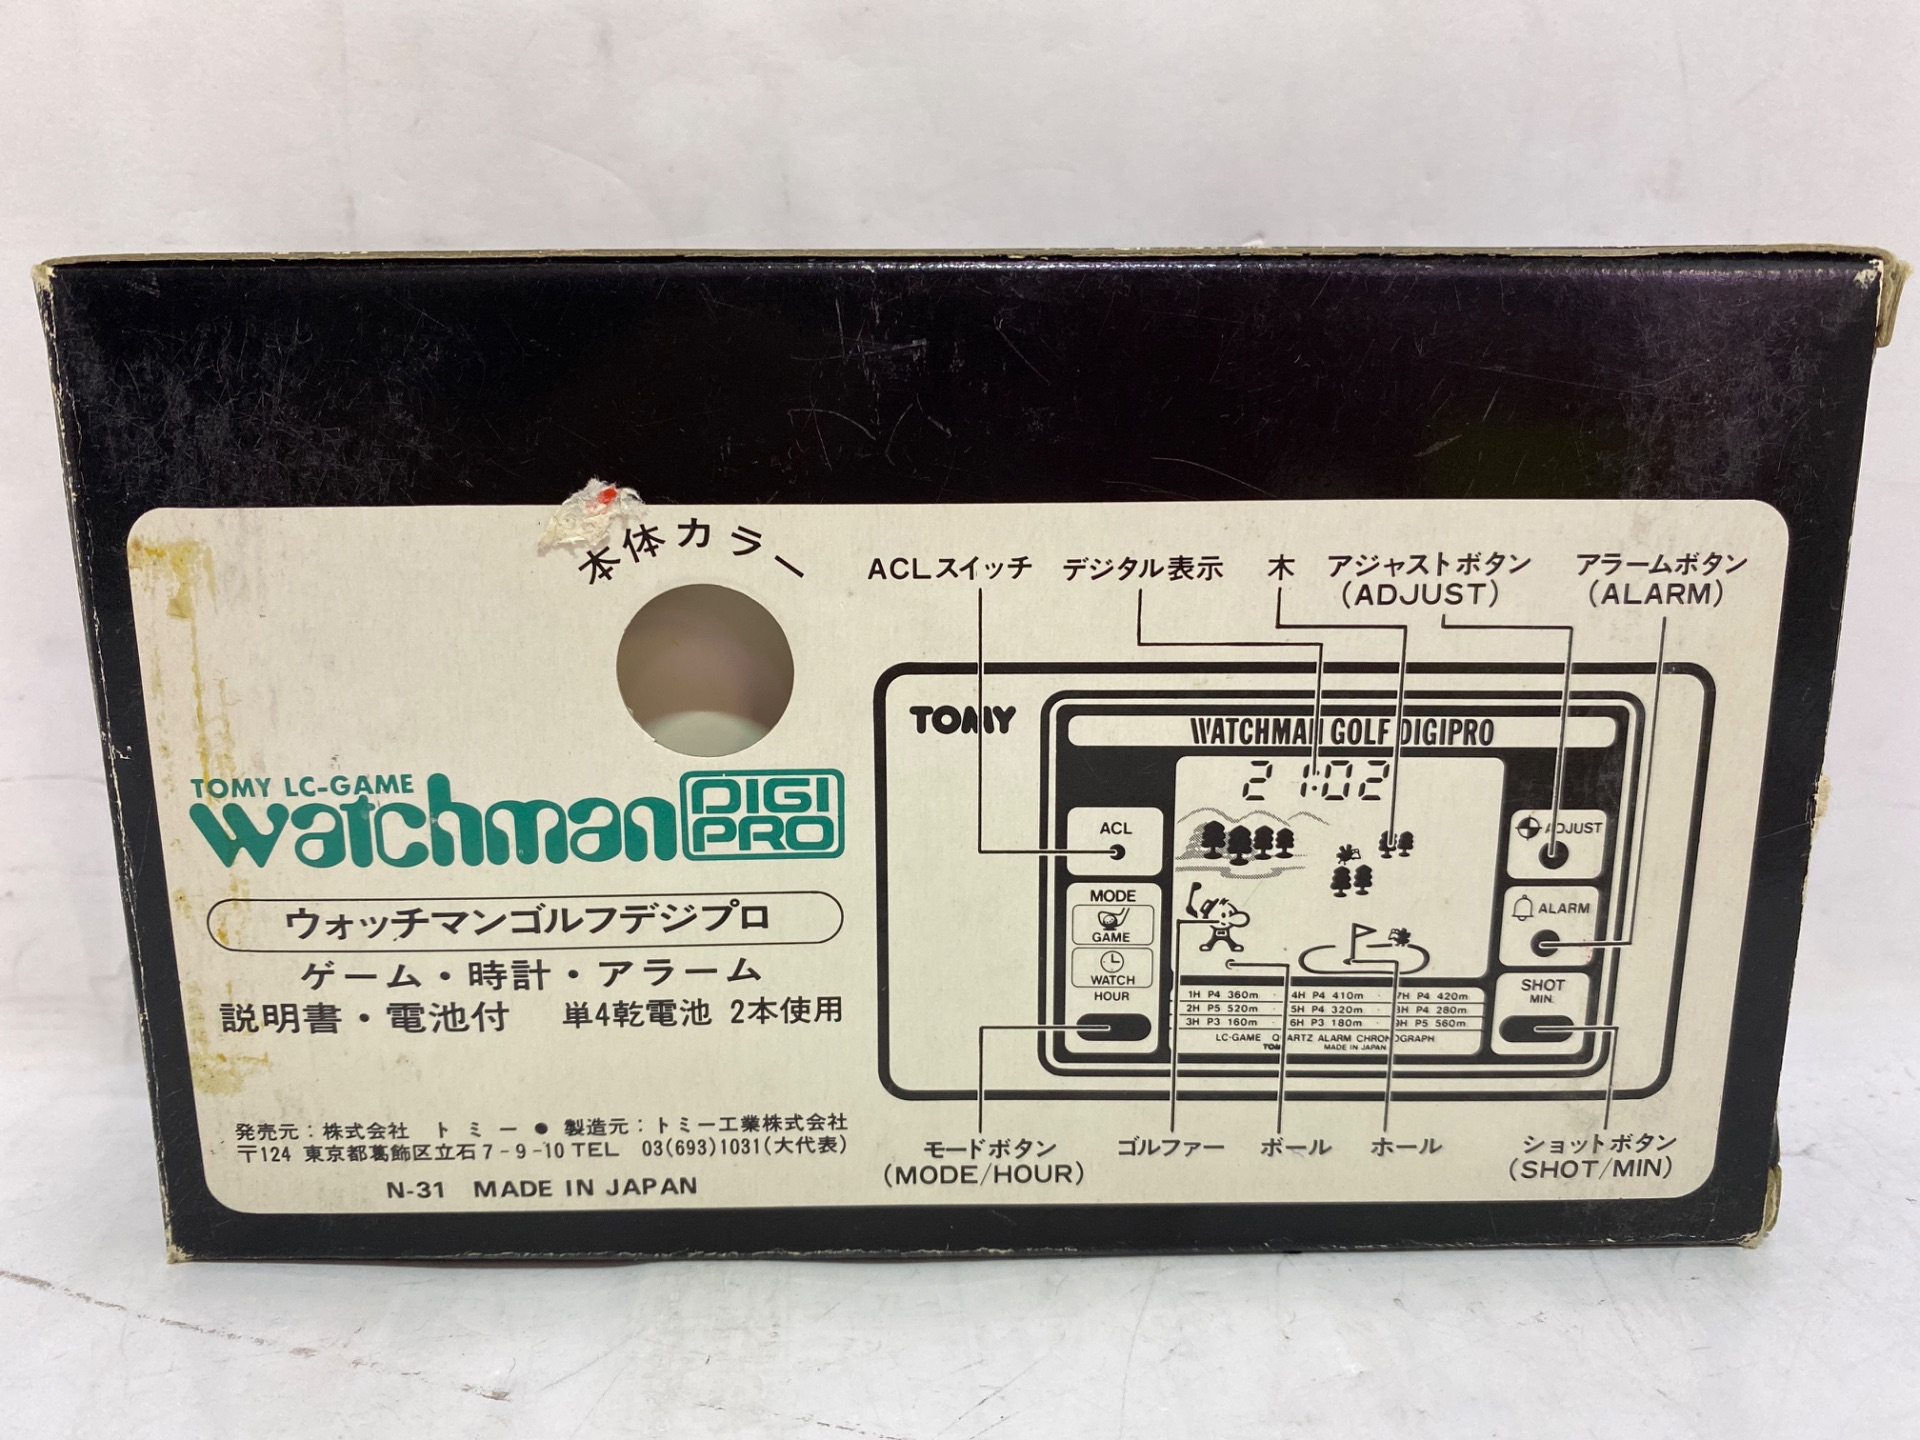 本体カラー
TOMY LC-GAME
watchman DIGI PRO
ウォッチマンゴルフデジプロ
ゲーム・時計・アラーム
説明書・電池付 単4乾電池 2本使用
発売元:株式会社 トミー ● 製造元:トミー工業株式会社
〒124 東京都葛飾区立石7-9-10 TEL 03(693)1031(大代表)
N-31 MADE IN JAPAN
ACLスイッチ
デジタル表示
木
アジャストボタン
(ADJUST)
アラームボタン
(ALARM)
TOMY
WATCHMAN GOLF DIGIPRO
21:02
ACL
MODE
GAME
WATCH
HOUR
ADJUST
ALARM
SHOT
MIN.
1H P4 360m · 4H P4 410m · 7H P4 420m
2H P5 520m · 5H P4 320m · 8H P4 280m
3H P3 160m · 6H P3 180m · 9H P5 560m
LC-GAME QUARTZ ALARM CHRONOGRAPH
TOMY MADE IN JAPAN
モードボタン
(MODE/HOUR)
ゴルファー
ボール
ホール
ショットボタン
(SHOT/MIN)